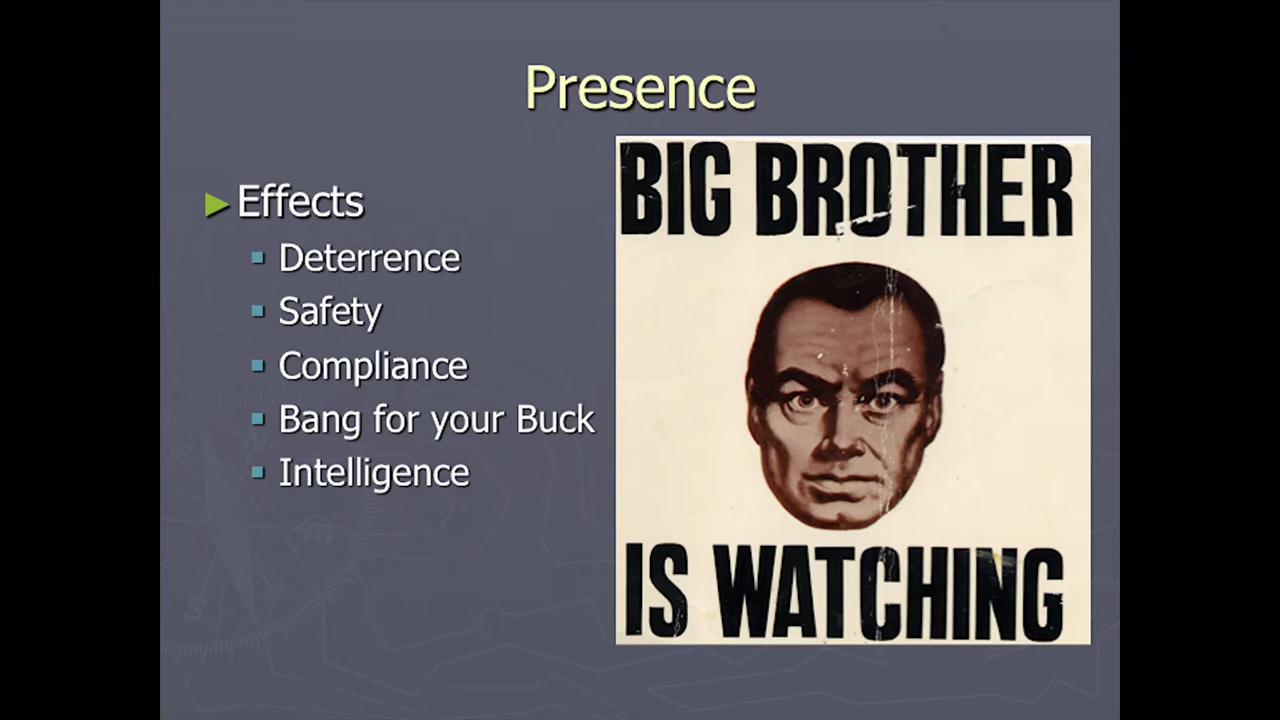 Presence
Effects
Deterrence
Safety
Compliance
Bang for your Buck
Intelligence
BIG BROTHER
IS WATCHING